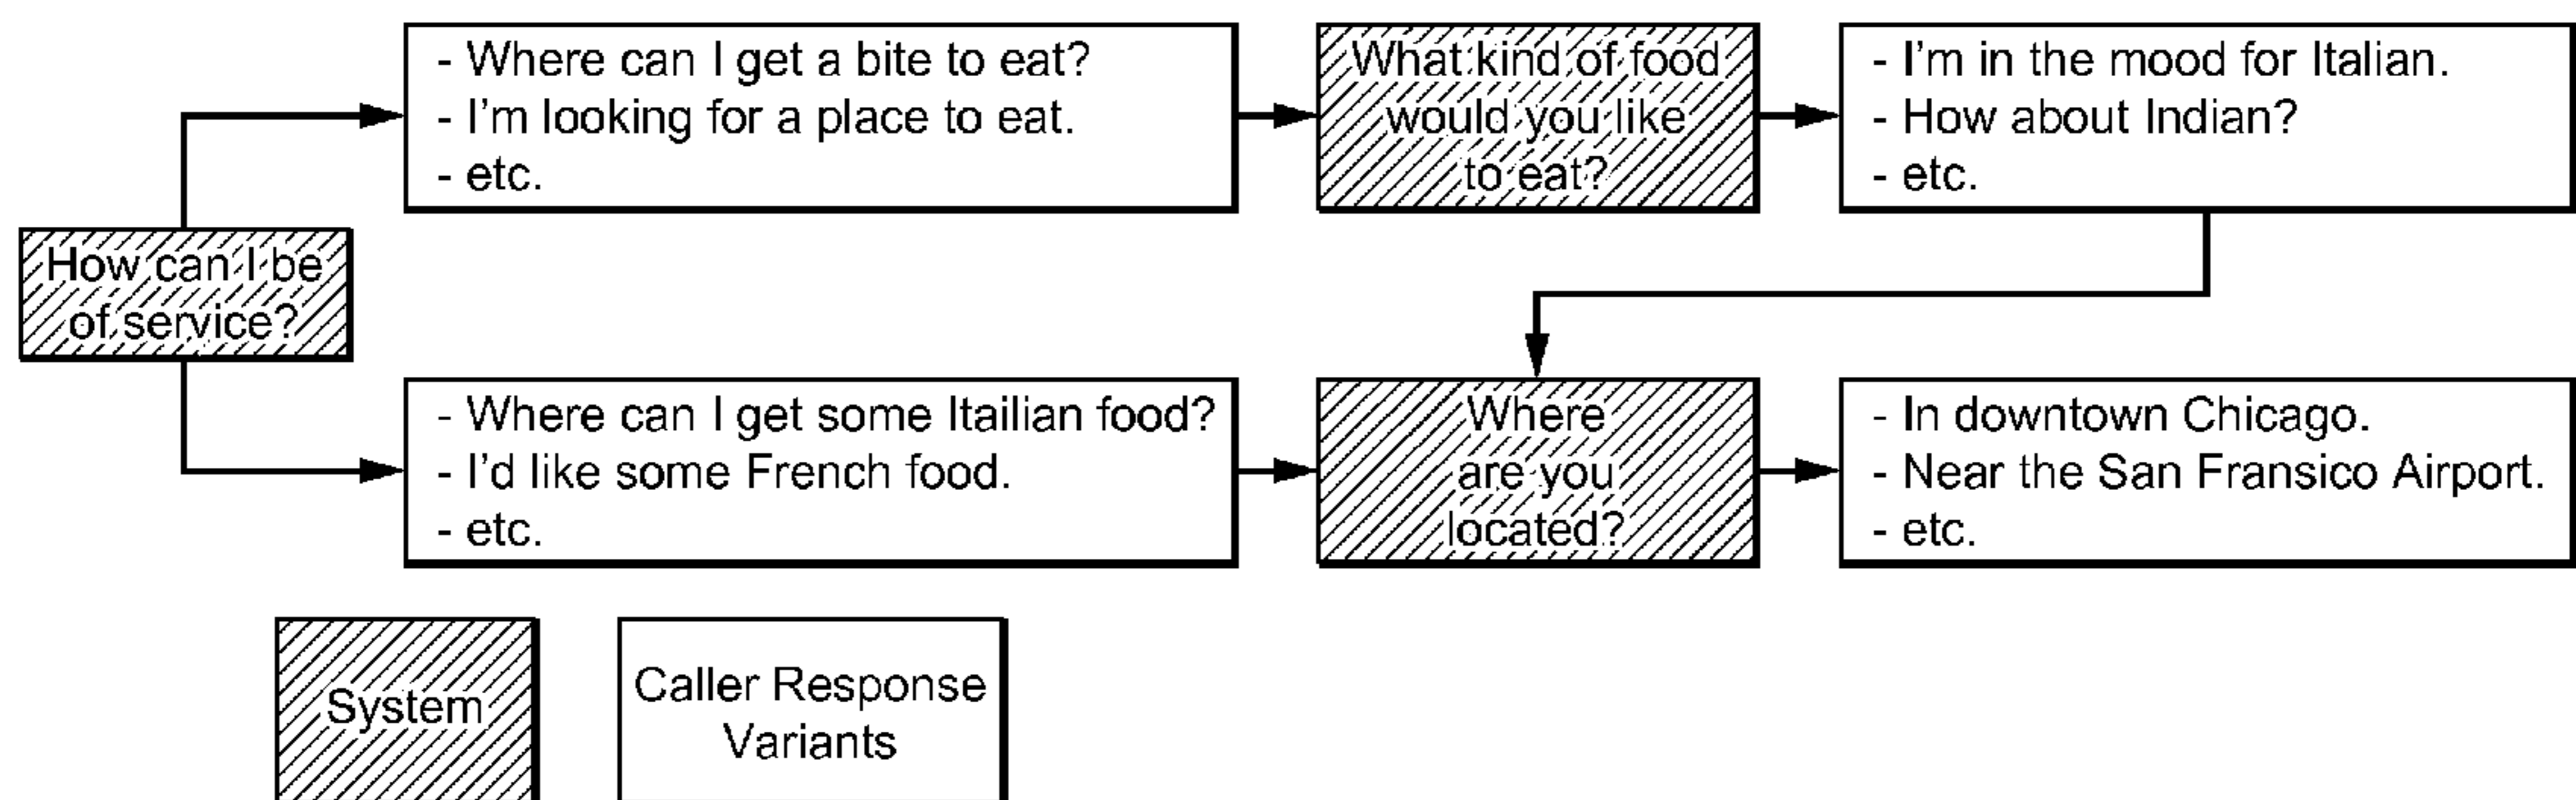 - Where can I get a bite to eat?
- I'm looking for a place to eat.
- etc.
What kind of food
would you like
to eat?
- I'm in the mood for Italian.
- How about Indian?
- etc.
How can I be
of service?
- Where can I get some Itailian food?
- I'd like some French food.
- etc.
Where
are you
located?
- In downtown Chicago.
- Near the San Fransico Airport.
- etc.
System
Caller Response
Variants